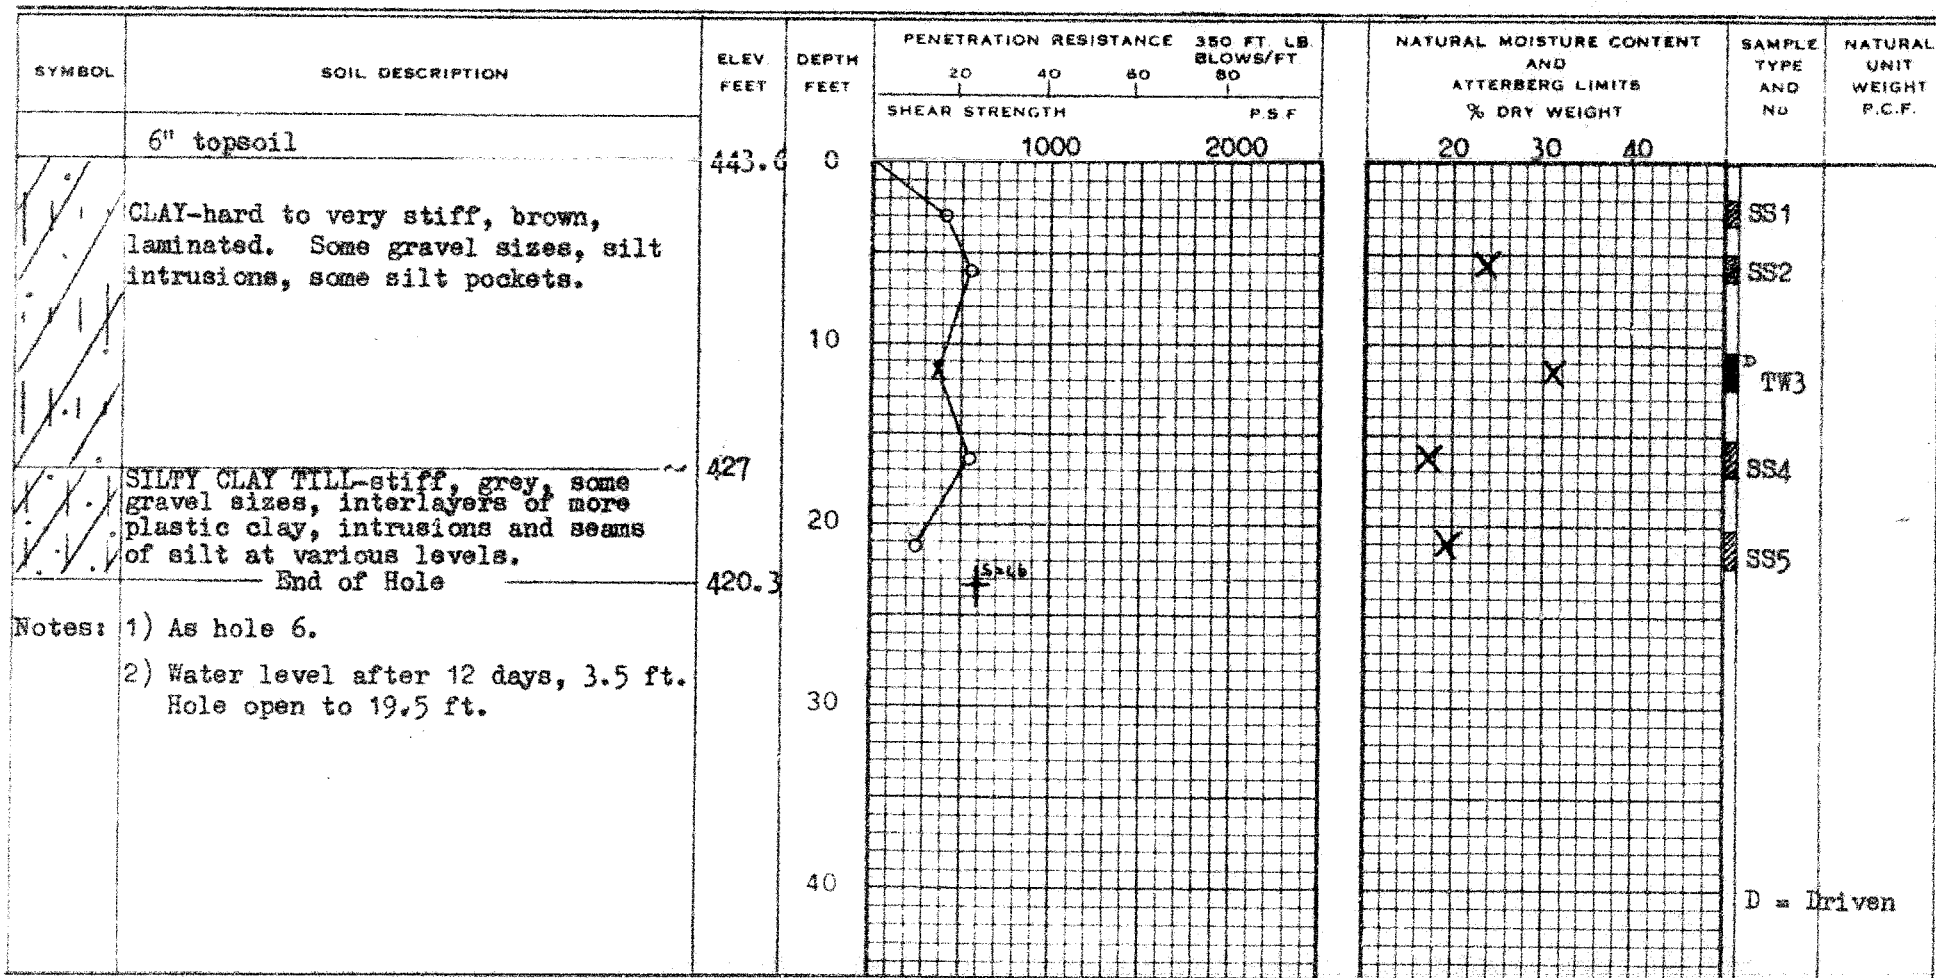 SYMBOL
SOIL DESCRIPTION
ELEV.
FEET
DEPTH
FEET
PENETRATION RESISTANCE 350 FT. LB.
BLOWS/FT.
20 40 60 80
SHEAR STRENGTH P.S.F
1000 2000
NATURAL MOISTURE CONTENT
AND
ATTERBERG LIMITS
% DRY WEIGHT
20 30 40
SAMPLE
TYPE
AND
No
NATURAL
UNIT
WEIGHT
P.C.F.
6" topsoil
443.6 0
CLAY-hard to very stiff, brown,
laminated. Some gravel sizes, silt
intrusions, some silt pockets.
SS1
SS2
10
D
TW3
~ 427
SS4
SILTY CLAY TILL-stiff, grey, some
gravel sizes, interlayers of more
plastic clay, intrusions and seams
of silt at various levels.
20
SS5
End of Hole
420.3
Notes: 1) As hole 6.
2) Water level after 12 days, 3.5 ft.
Hole open to 19.5 ft.
30
40
D = Driven